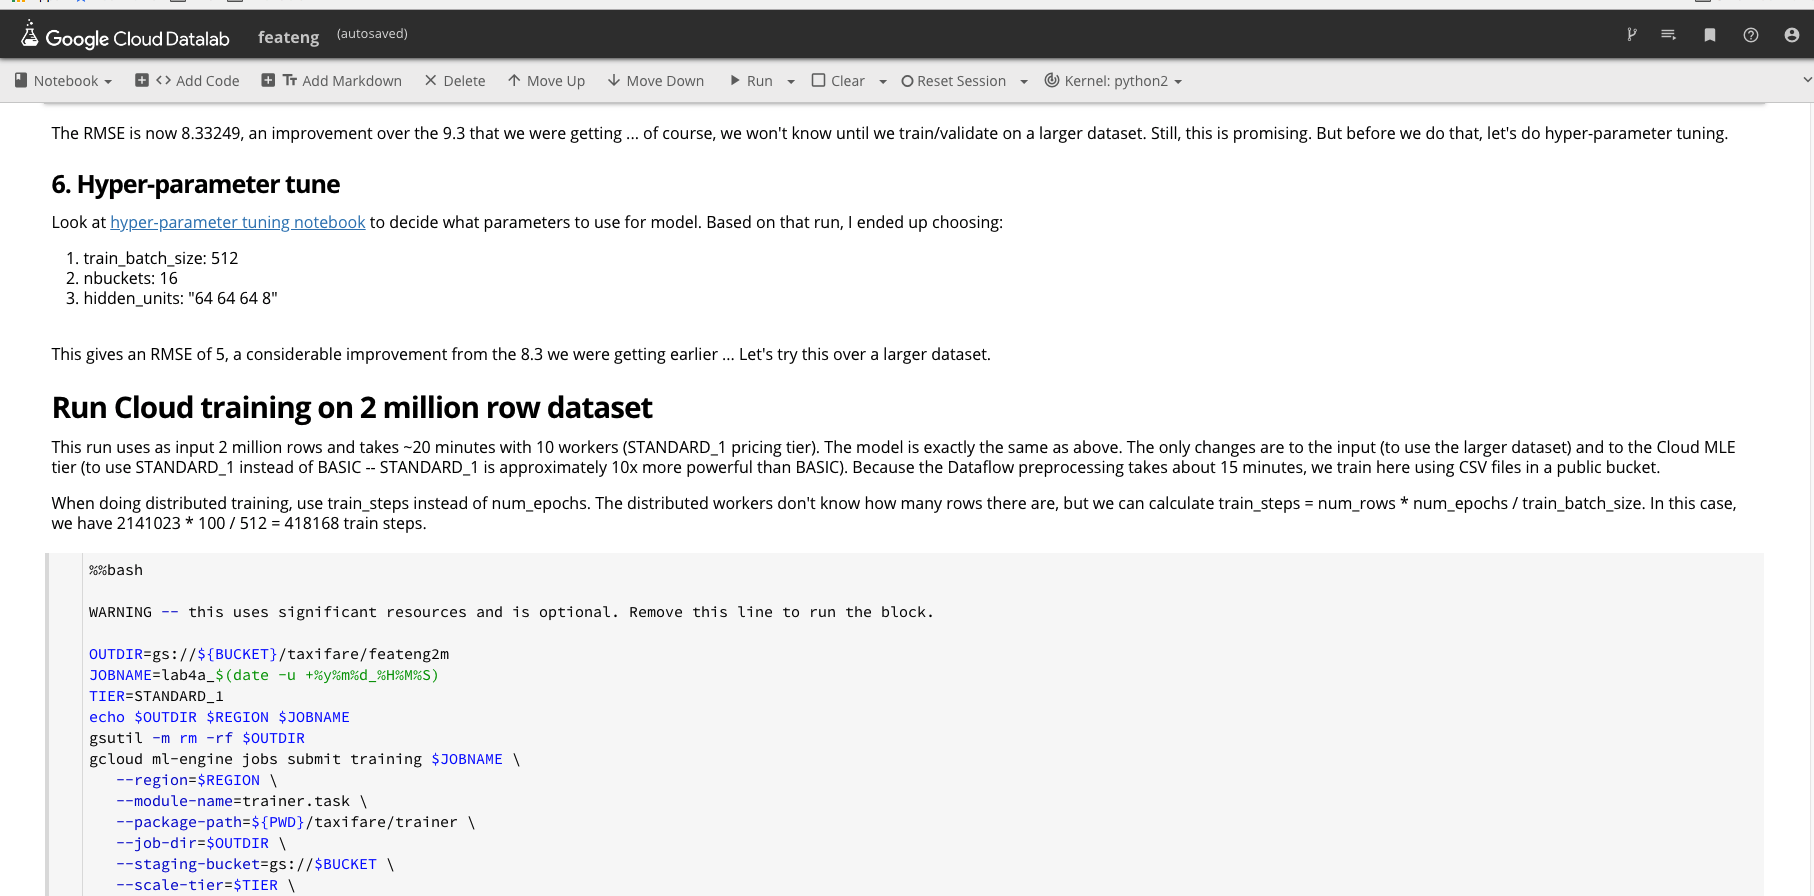 Google Cloud Datalab feateng (autosaved)
Notebook Add Code Add Markdown Delete Move Up Move Down Run Clear Reset Session Kernel: python2
The RMSE is now 8.33249, an improvement over the 9.3 that we were getting ... of course, we won't know until we train/validate on a larger dataset. Still, this is promising. But before we do that, let's do hyper-parameter tuning.
6. Hyper-parameter tune
Look at hyper-parameter tuning notebook to decide what parameters to use for model. Based on that run, I ended up choosing:
1. train_batch_size: 512
2. nbuckets: 16
3. hidden_units: "64 64 64 8"
This gives an RMSE of 5, a considerable improvement from the 8.3 we were getting earlier ... Let's try this over a larger dataset.
Run Cloud training on 2 million row dataset
This run uses as input 2 million rows and takes ~20 minutes with 10 workers (STANDARD_1 pricing tier). The model is exactly the same as above. The only changes are to the input (to use the larger dataset) and to the Cloud MLE
tier (to use STANDARD_1 instead of BASIC -- STANDARD_1 is approximately 10x more powerful than BASIC). Because the Dataflow preprocessing takes about 15 minutes, we train here using CSV files in a public bucket.
When doing distributed training, use train_steps instead of num_epochs. The distributed workers don't know how many rows there are, but we can calculate train_steps = num_rows * num_epochs / train_batch_size. In this case,
we have 2141023 * 100 / 512 = 418168 train steps.
%%bash
WARNING -- this uses significant resources and is optional. Remove this line to run the block.
OUTDIR=gs://${BUCKET}/taxifare/feateng2m
JOBNAME=lab4a_$(date -u +%y%m%d_%H%M%S)
TIER=STANDARD_1
echo $OUTDIR $REGION $JOBNAME
gsutil -m rm -rf $OUTDIR
gcloud ml-engine jobs submit training $JOBNAME \
--region=$REGION \
--module-name=trainer.task \
--package-path=${PWD}/taxifare/trainer \
--job-dir=$OUTDIR \
--staging-bucket=gs://$BUCKET \
--scale-tier=$TIER \